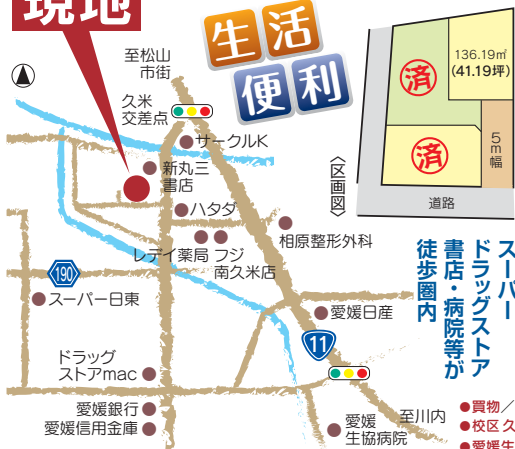 現地
生活
便利
至松山
市街
久米
交差点
サークルK
新丸三
書店
ハタダ
レデイ薬局
フジ
南久米店
相原整形外科
190
スーパー日東
愛媛日産
11
ドラッグ
ストアmac
愛媛銀行
愛媛信用金庫
愛媛
生協病院
至川内
136.19㎡
(41.19坪)
済
済
5m幅
道路
〈区画図〉
スーパー
ドラッグストア
書店・病院等が
徒歩圏内
●買物／
●校区 久
●愛媛生